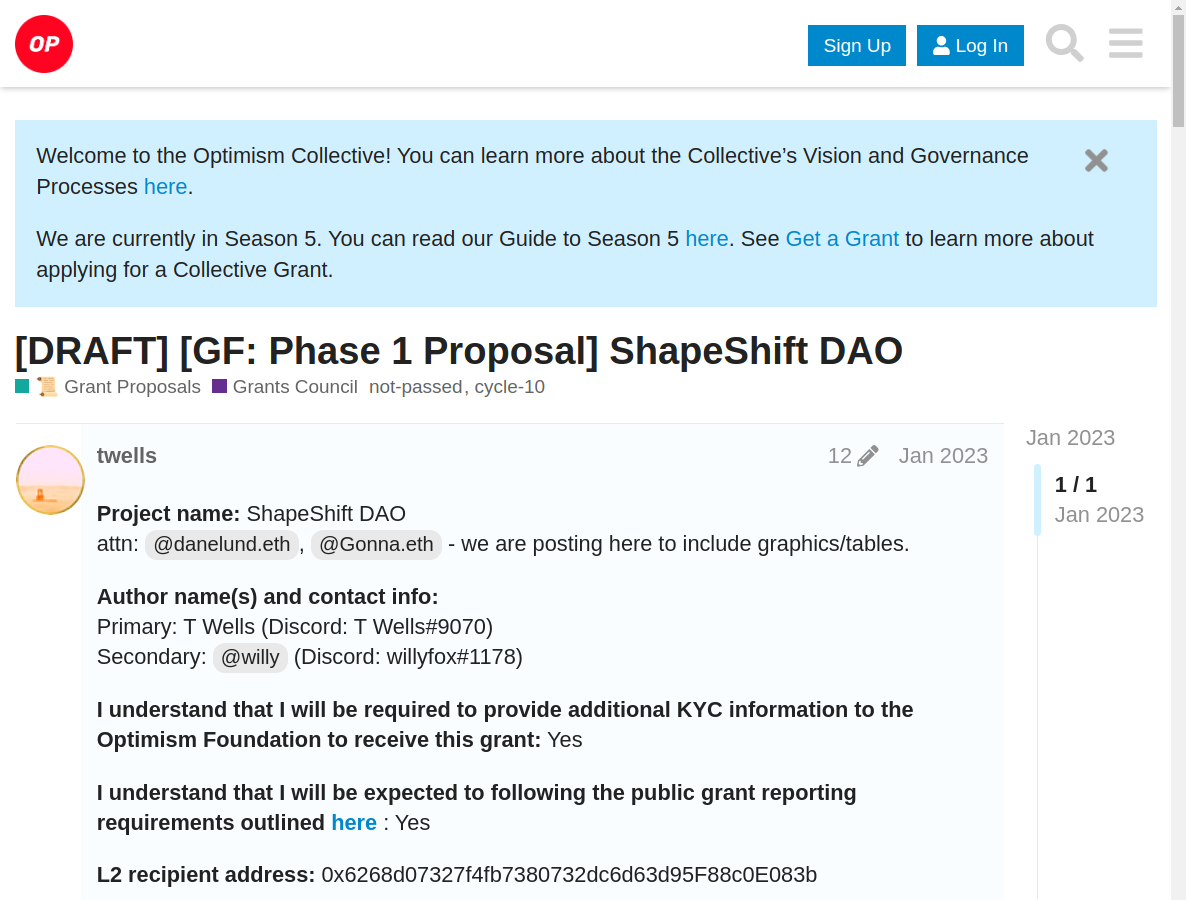 OP
Sign Up
Log In
Welcome to the Optimism Collective! You can learn more about the Collective’s Vision and Governance
Processes here.
We are currently in Season 5. You can read our Guide to Season 5 here. See Get a Grant to learn more about
applying for a Collective Grant.
[DRAFT] [GF: Phase 1 Proposal] ShapeShift DAO
Grant Proposals Grants Council not-passed, cycle-10
twells 12 Jan 2023
Jan 2023
1 / 1
Jan 2023
Project name: ShapeShift DAO
attn: @danelund.eth, @Gonna.eth - we are posting here to include graphics/tables.
Author name(s) and contact info:
Primary: T Wells (Discord: T Wells#9070)
Secondary: @willy (Discord: willyfox#1178)
I understand that I will be required to provide additional KYC information to the
Optimism Foundation to receive this grant: Yes
I understand that I will be expected to following the public grant reporting
requirements outlined here : Yes
L2 recipient address: 0x6268d07327f4fb7380732dc6d63d95F88c0E083b